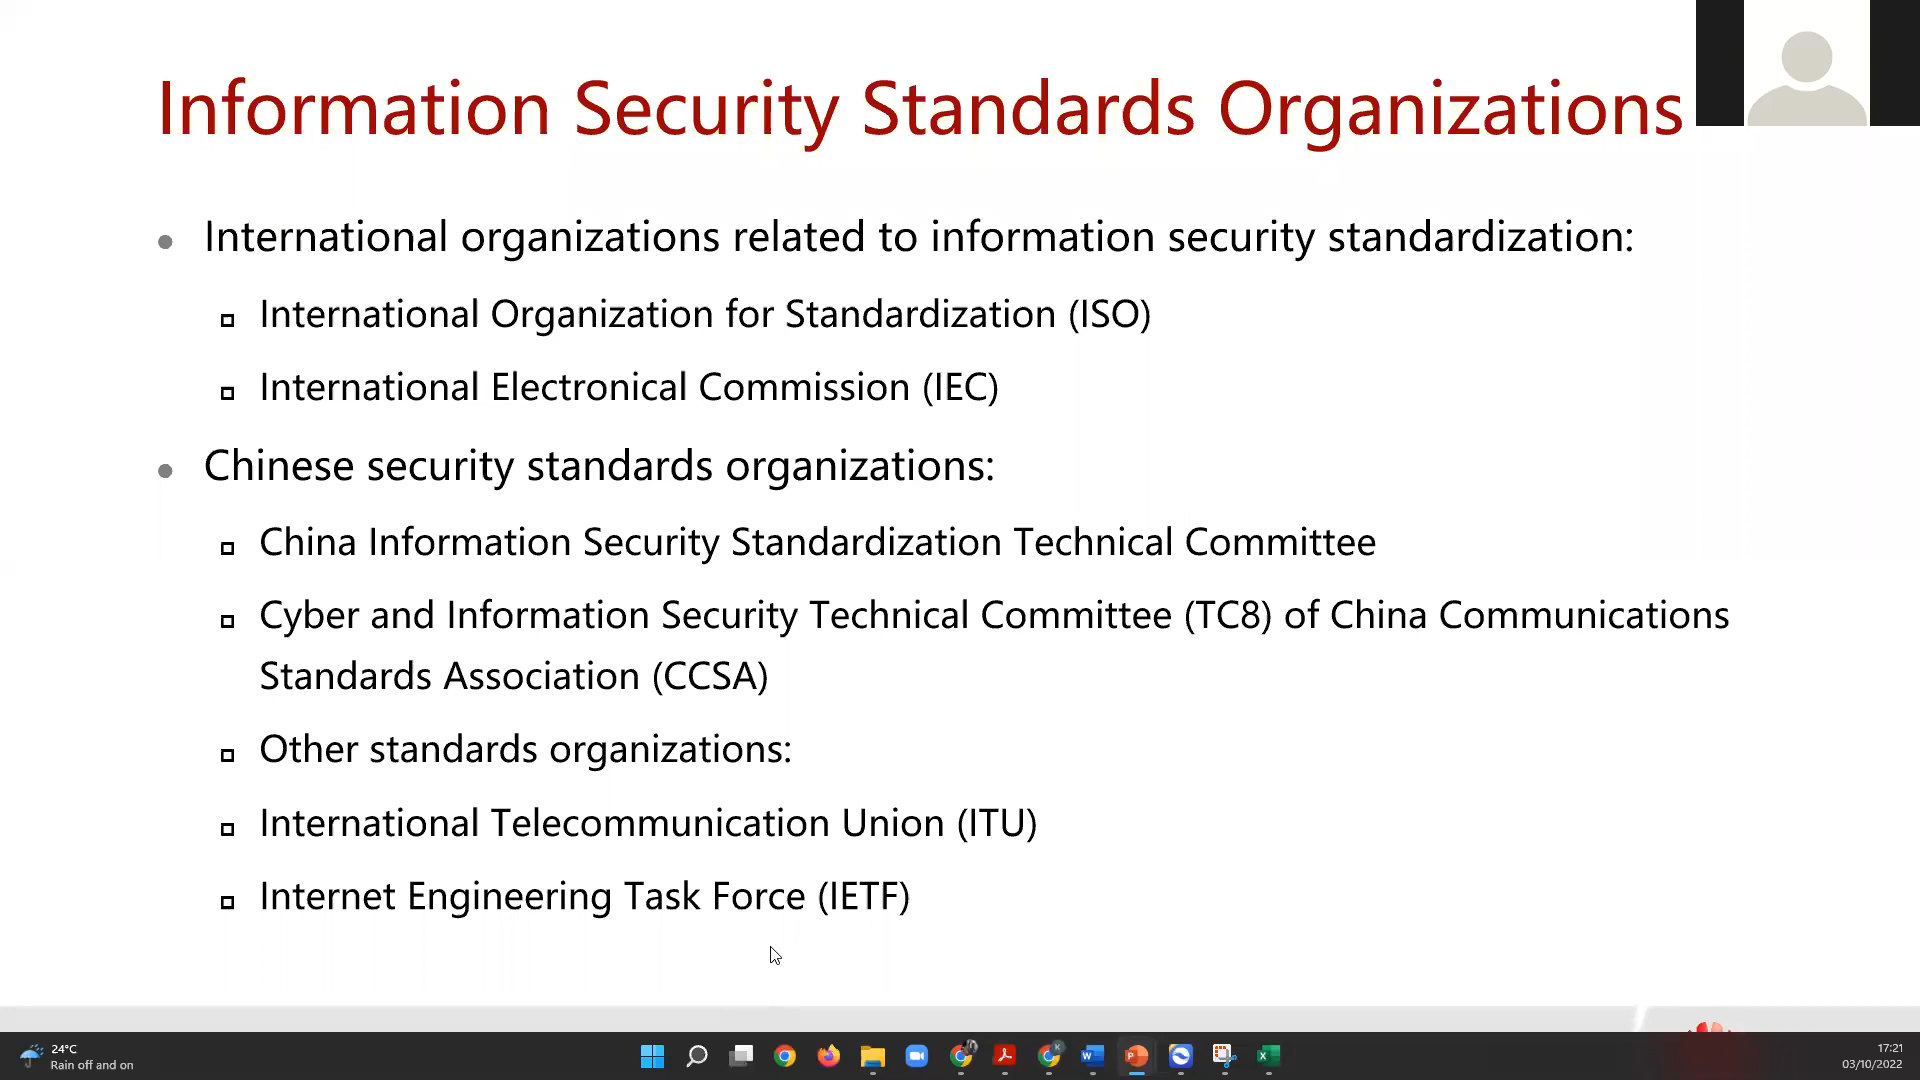 Information Security Standards Organizations
International organizations related to information security standardization:
International Organization for Standardization (ISO)
International Electronical Commission (IEC)
Chinese security standards organizations:
China Information Security Standardization Technical Committee
Cyber and Information Security Technical Committee (TC8) of China Communications
Standards Association (CCSA)
Other standards organizations:
International Telecommunication Union (ITU)
Internet Engineering Task Force (IETF)
24°C
Rain off and on
17:21
03/10/2022